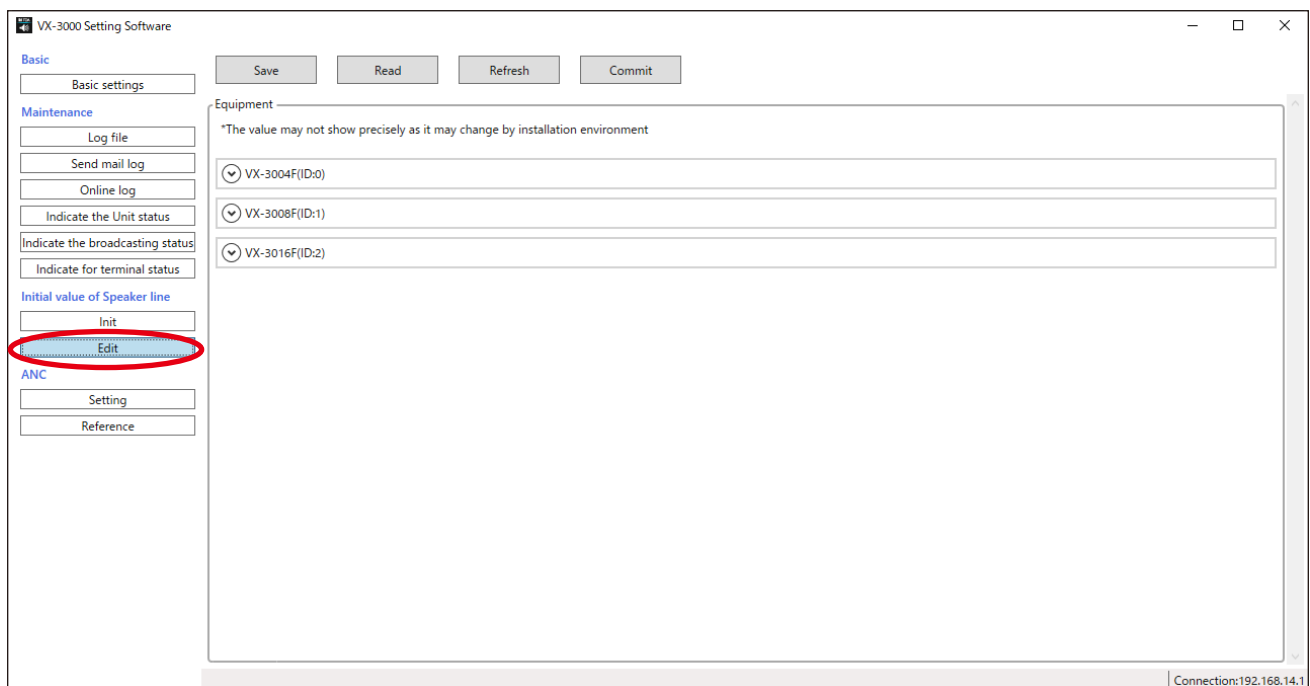 VX-3000 Setting Software
Basic
Basic settings
Maintenance
Log file
Send mail log
Online log
Indicate the Unit status
Indicate the broadcasting status
Indicate for terminal status
Initial value of Speaker line
Init
Edit
ANC
Setting
Reference
Save Read Refresh Commit
Equipment
*The value may not show precisely as it may change by installation environment
VX-3004F(ID:0)
VX-3008F(ID:1)
VX-3016F(ID:2)
Connection:192.168.14.1